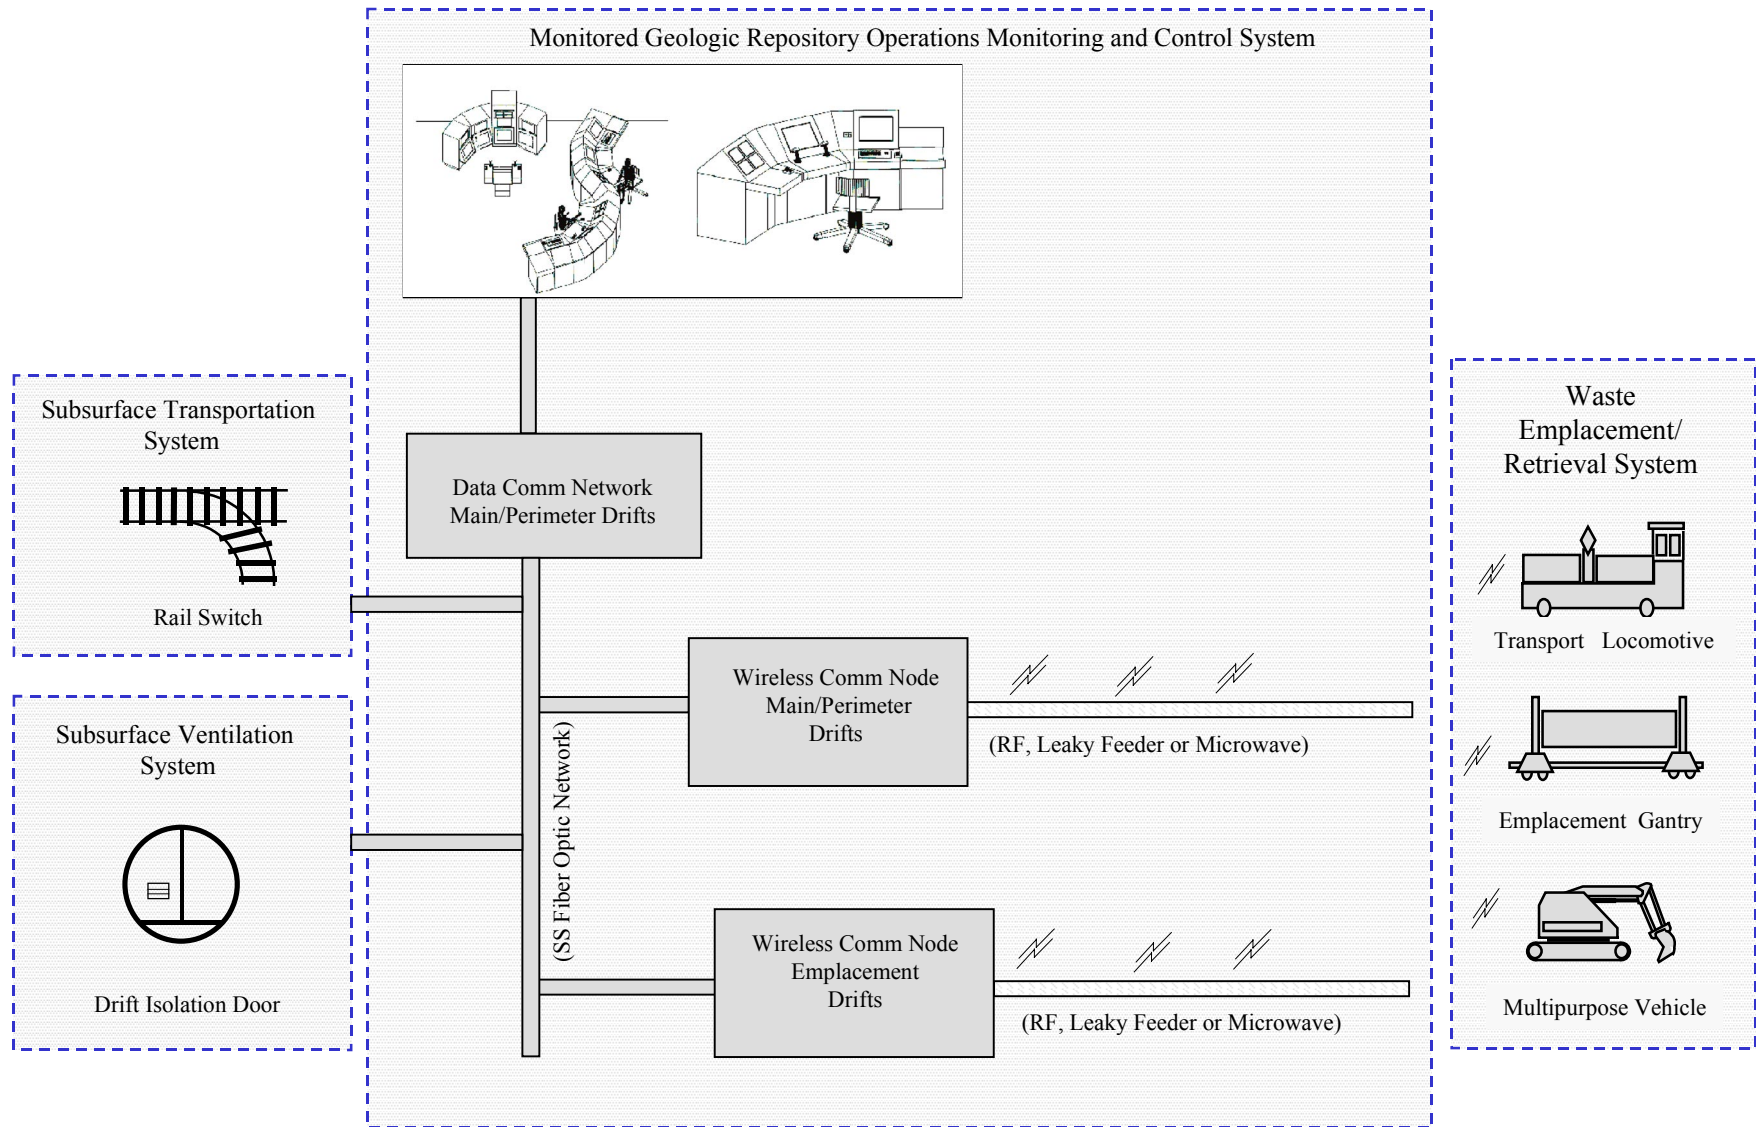 Monitored Geologic Repository Operations Monitoring and Control System
Subsurface Transportation
System
Rail Switch
Subsurface Ventilation
System
Drift Isolation Door
Data Comm Network
Main/Perimeter Drifts
(SS Fiber Optic Network)
Wireless Comm Node
Main/Perimeter
Drifts
(RF, Leaky Feeder or Microwave)
Wireless Comm Node
Emplacement
Drifts
(RF, Leaky Feeder or Microwave)
Waste
Emplacement/
Retrieval System
Transport Locomotive
Emplacement Gantry
Multipurpose Vehicle